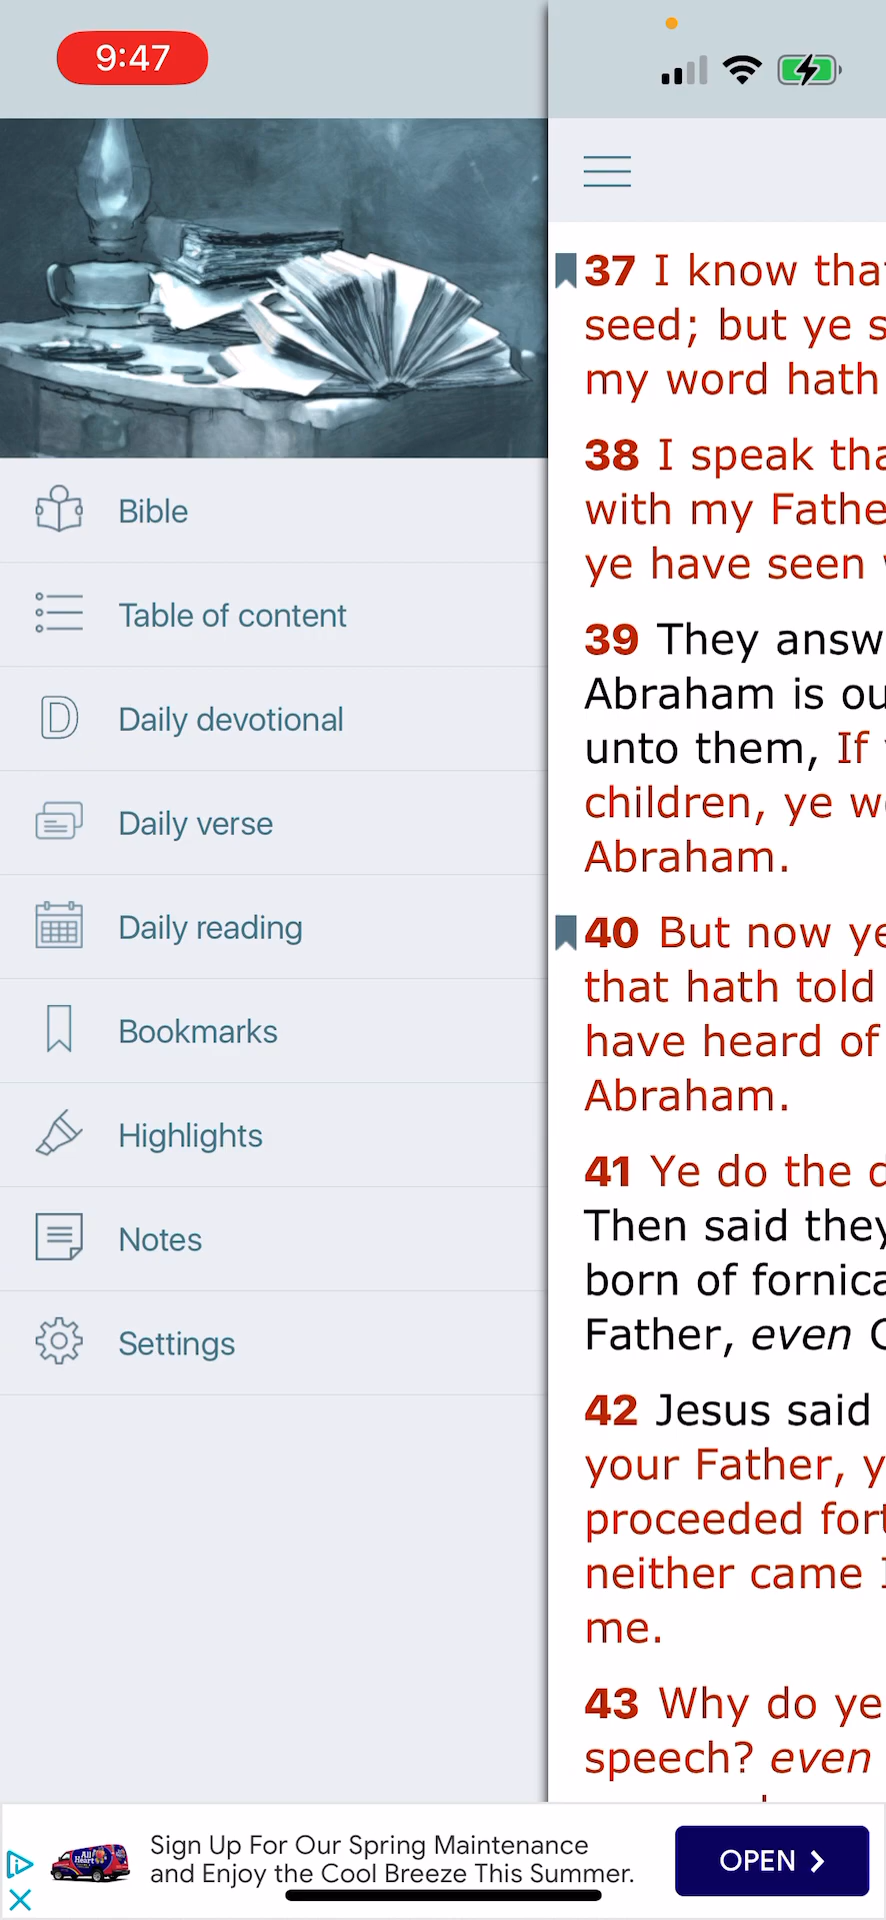 9:47
Bible
Table of content
Daily devotional
Daily verse
Daily reading
Bookmarks
Highlights
Notes
Settings
37 I know tha
seed; but ye s
my word hath
38 I speak tha
with my Fathe
ye have seen
39 They answ
Abraham is ou
unto them, If
children, ye w
Abraham.
40 But now ye
that hath told
have heard of
Abraham.
41 Ye do the d
Then said they
born of fornica
Father, even G
42 Jesus said
your Father, y
proceeded fort
neither came I
me.
43 Why do ye
speech? even
All Heart
Sign Up For Our Spring Maintenance
and Enjoy the Cool Breeze This Summer.
OPEN